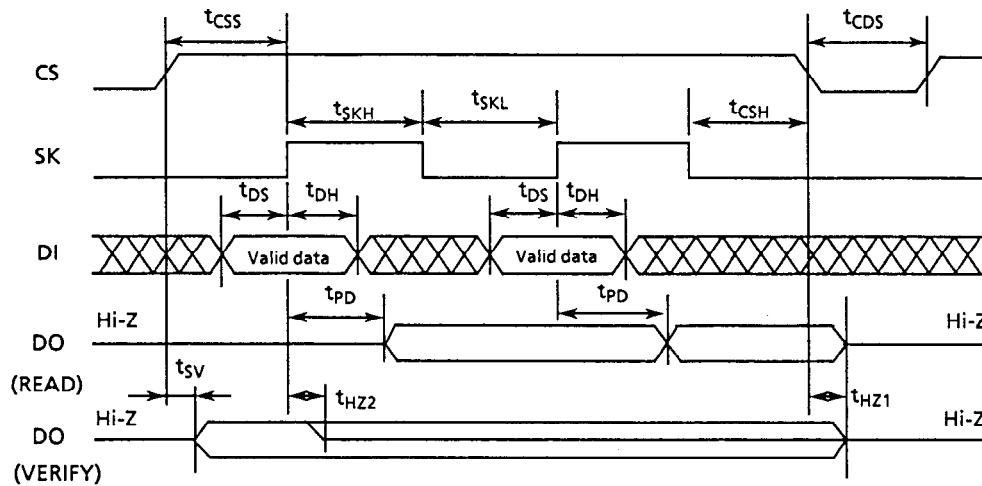 tCSS tCDS
CS
tSKH tSKL tCSH
SK
tDS tDH tDS tDH
DI Valid data Valid data
tPD tPD
Hi-Z Hi-Z
DO
(READ)
tSV tHZ2 tHZ1
Hi-Z Hi-Z
DO
(VERIFY)